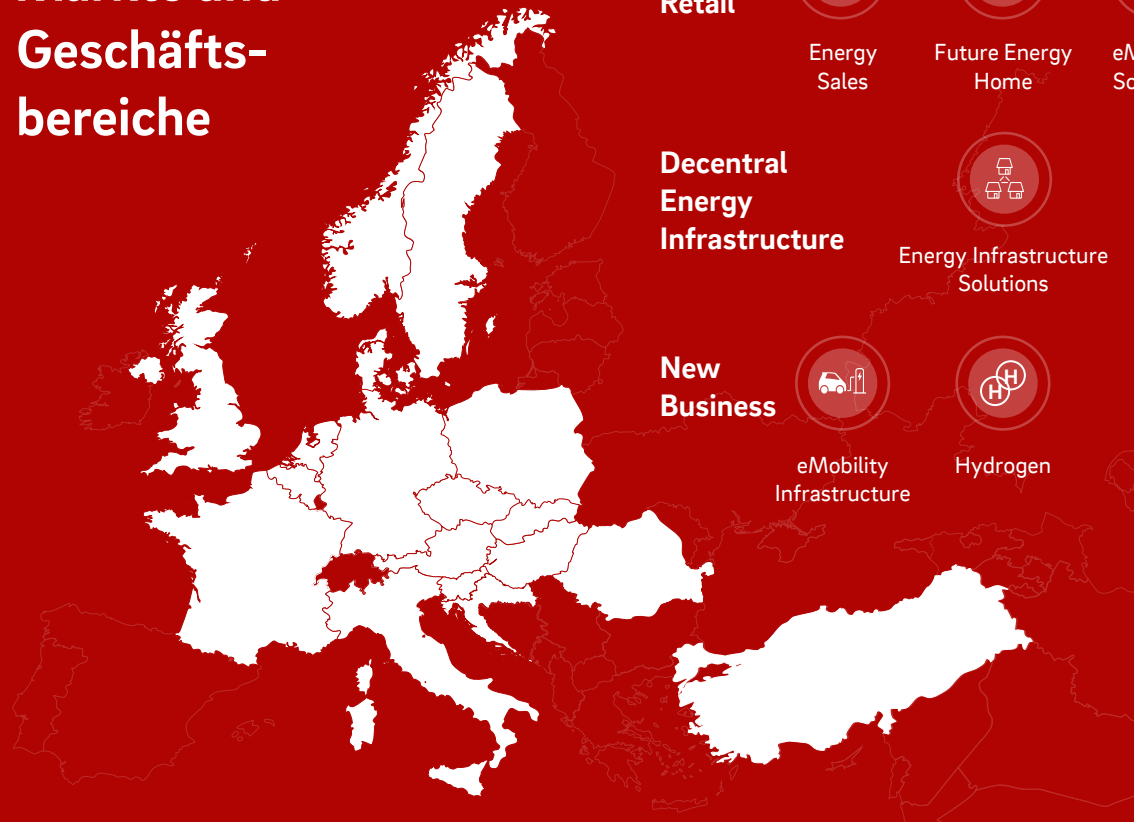 Geschäfts-
bereiche
Retail
Energy
Sales
Future Energy
Home
Decentral
Energy
Infrastructure
Energy Infrastructure
Solutions
New
Business
eMobility
Infrastructure
H
H
Hydrogen